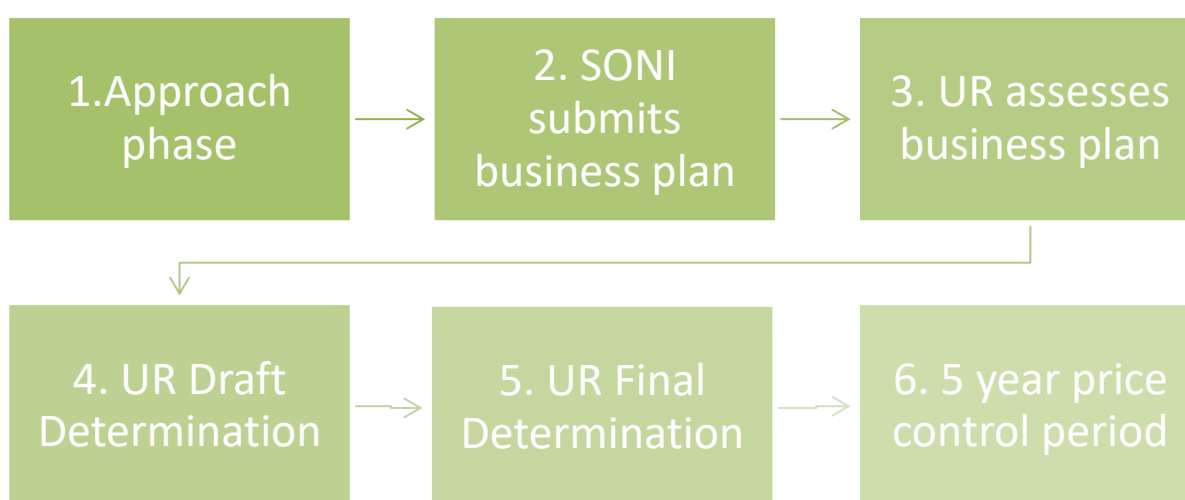 1.Approach
phase
2. SONI
submits
business plan
3. UR assesses
business plan
4. UR Draft
Determination
5. UR Final
Determination
6. 5 year price
control period